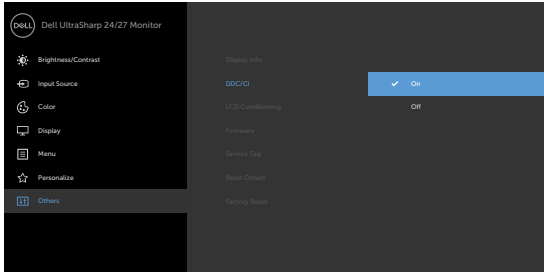 DELL
Dell UltraSharp 24/27 Monitor
Brightness/Contrast
Input Source
Color
Display
Menu
Personalize
Others
Display Info
DDC/CI
LCD Conditioning
Firmware
Service Tag
Reset Others
Factory Reset
On
Off